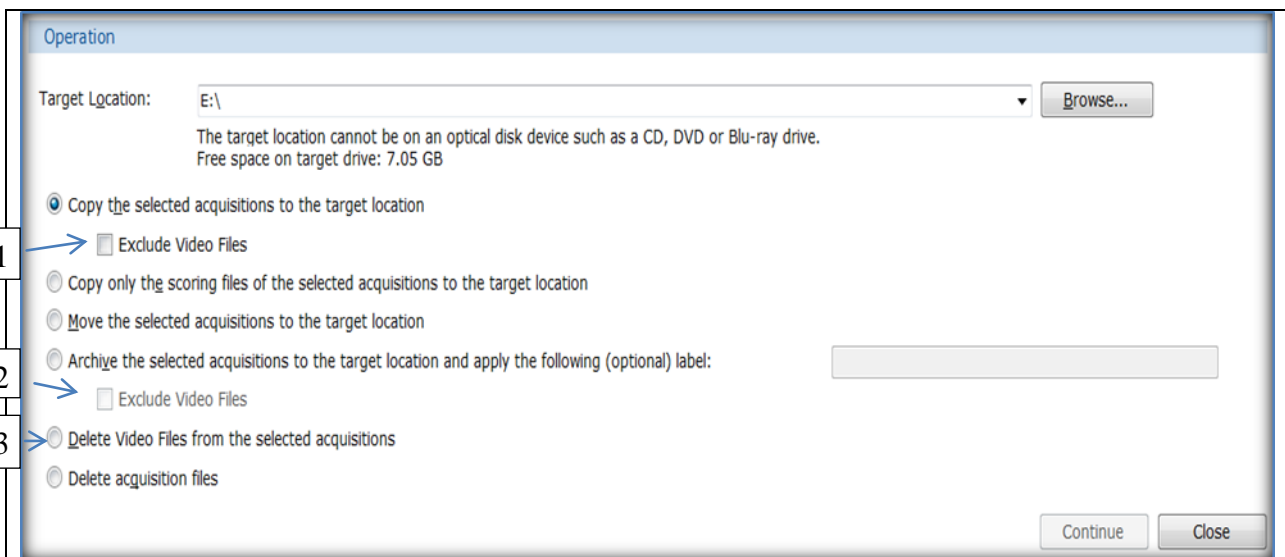 Operation
Target Location: E:\ Browse...
The target location cannot be on an optical disk device such as a CD, DVD or Blu-ray drive.
Free space on target drive: 7.05 GB
Copy the selected acquisitions to the target location
1 Exclude Video Files
Copy only the scoring files of the selected acquisitions to the target location
Move the selected acquisitions to the target location
Archive the selected acquisitions to the target location and apply the following (optional) label:
2 Exclude Video Files
3 Delete Video Files from the selected acquisitions
Delete acquisition files
Continue Close